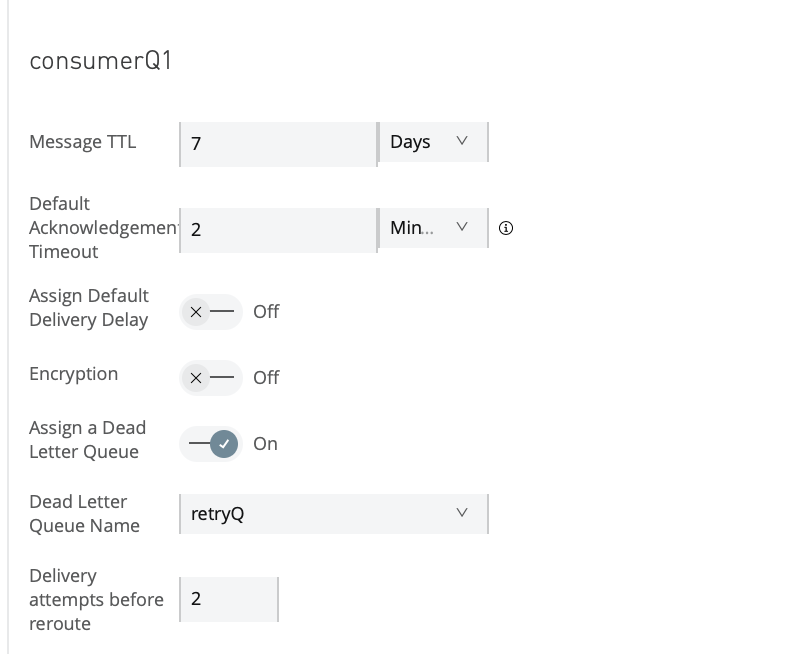 consumerQ1
Message TTL
7
Days
Default
Acknowledgement
Timeout
2
Min...
Assign Default
Delivery Delay
Off
Encryption
Off
Assign a Dead
Letter Queue
On
Dead Letter
Queue Name
retryQ
Delivery
attempts before
reroute
2